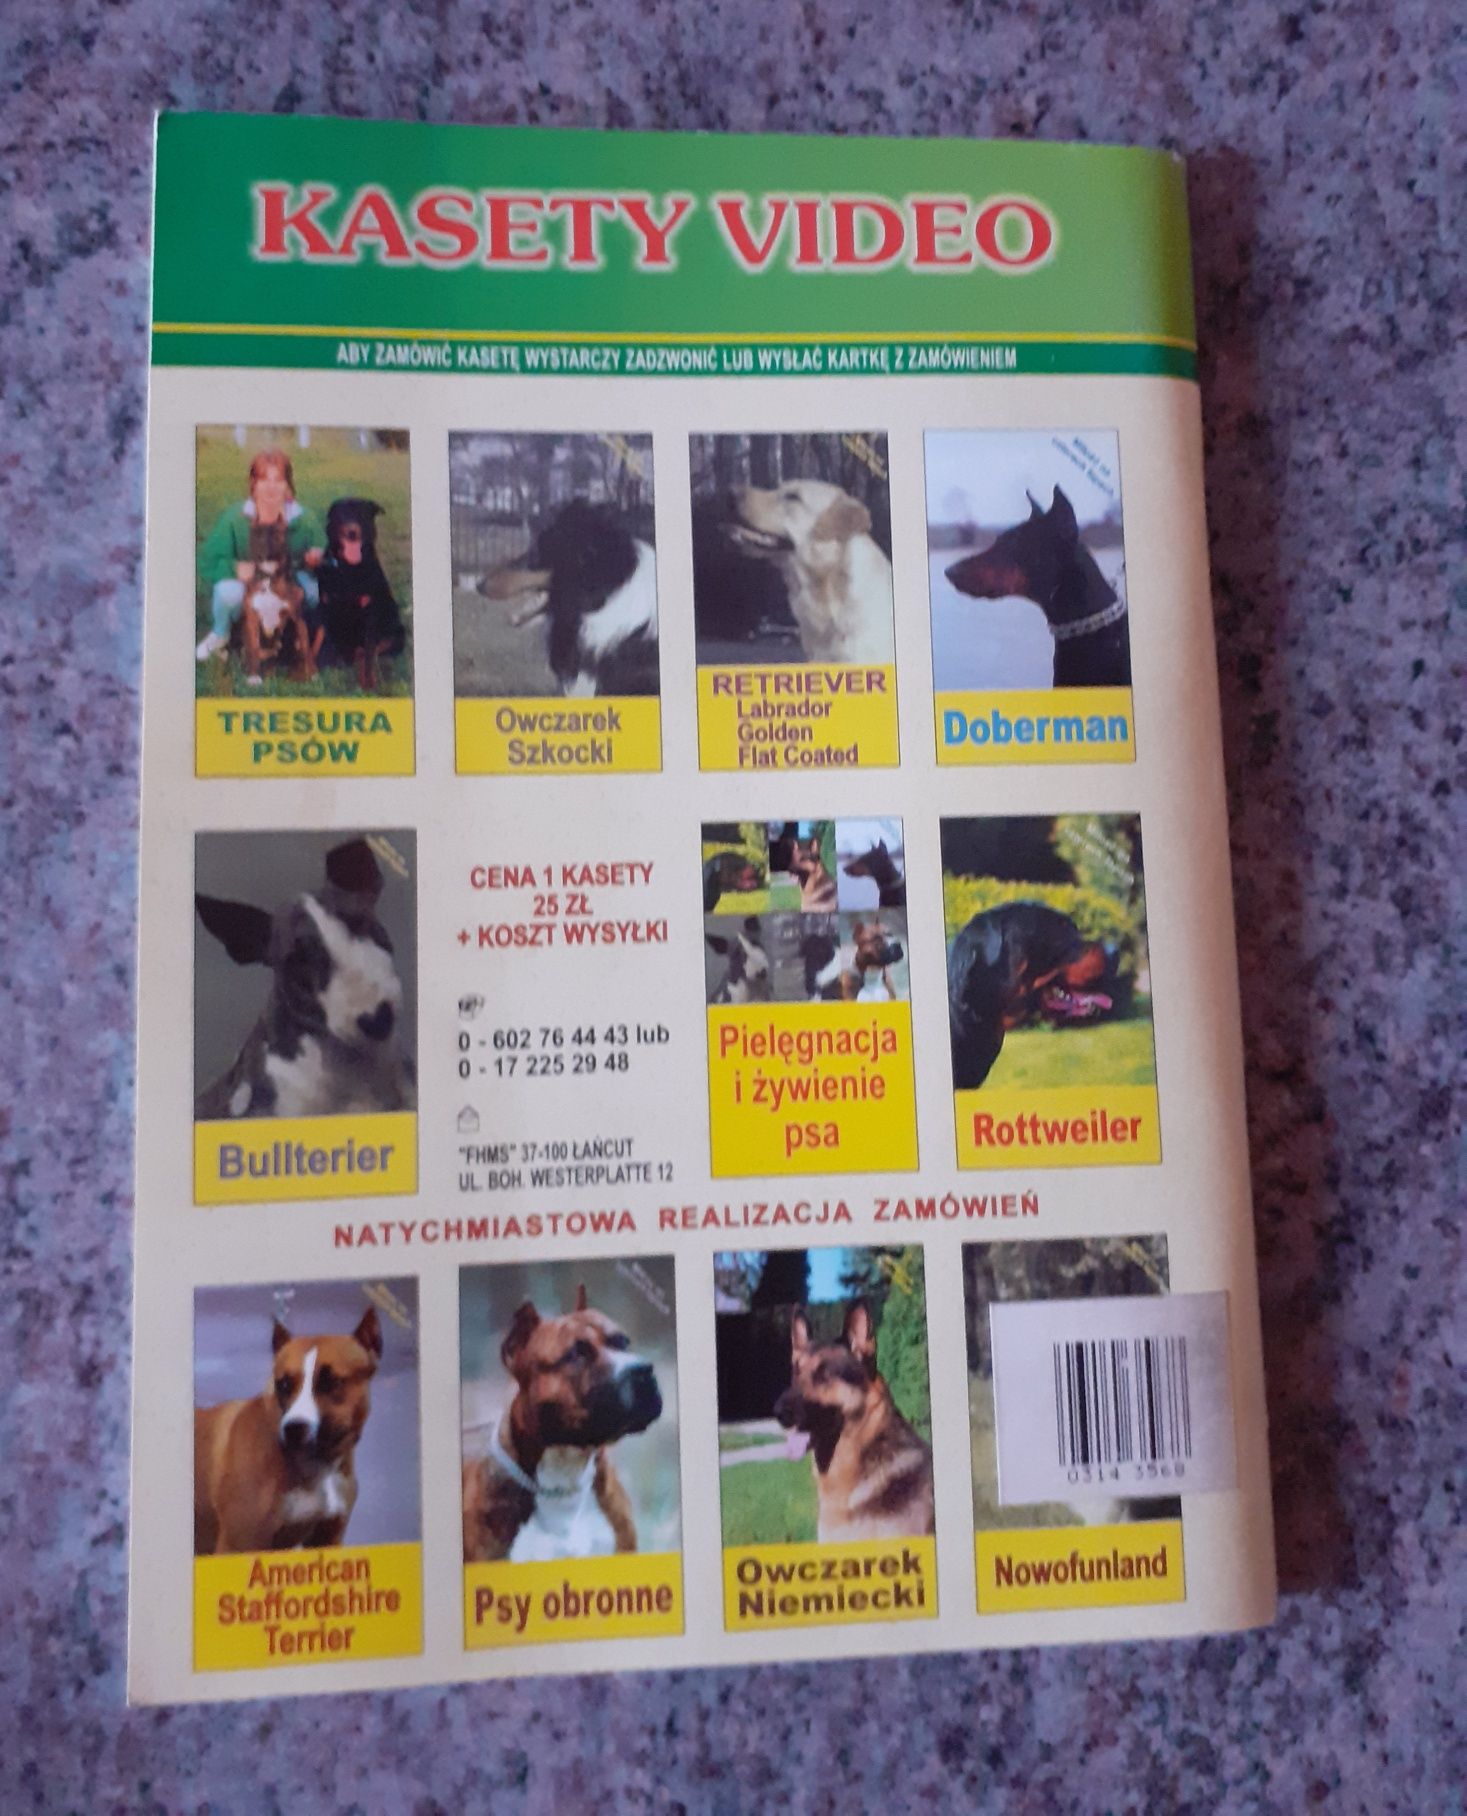 KASETY VIDEO
ABY ZAMÓWIĆ KASETĘ WYSTARCZY ZADZWONIĆ LUB WYSŁAĆ KARTKĘ Z ZAMÓWIENIEM
TRESURA
PSÓW
Owczarek
Szkocki
RETRIEVER
Labrador
Golden
Flat Coated
Doberman
Bullterier
CENA 1 KASETY
25 ZŁ
+ KOSZT WYSYŁKI
0 - 602 76 44 43 lub
0 - 17 225 29 48
"FHMS" 37-100 ŁAŃCUT
UL. BOH. WESTERPLATTE 12
Pielęgnacja
i żywienie
psa
Rottweiler
NATYCHMIASTOWA REALIZACJA ZAMÓWIEŃ
American
Staffordshire
Terrier
Psy obronne
Owczarek
Niemiecki
0314 3568
Nowofunland